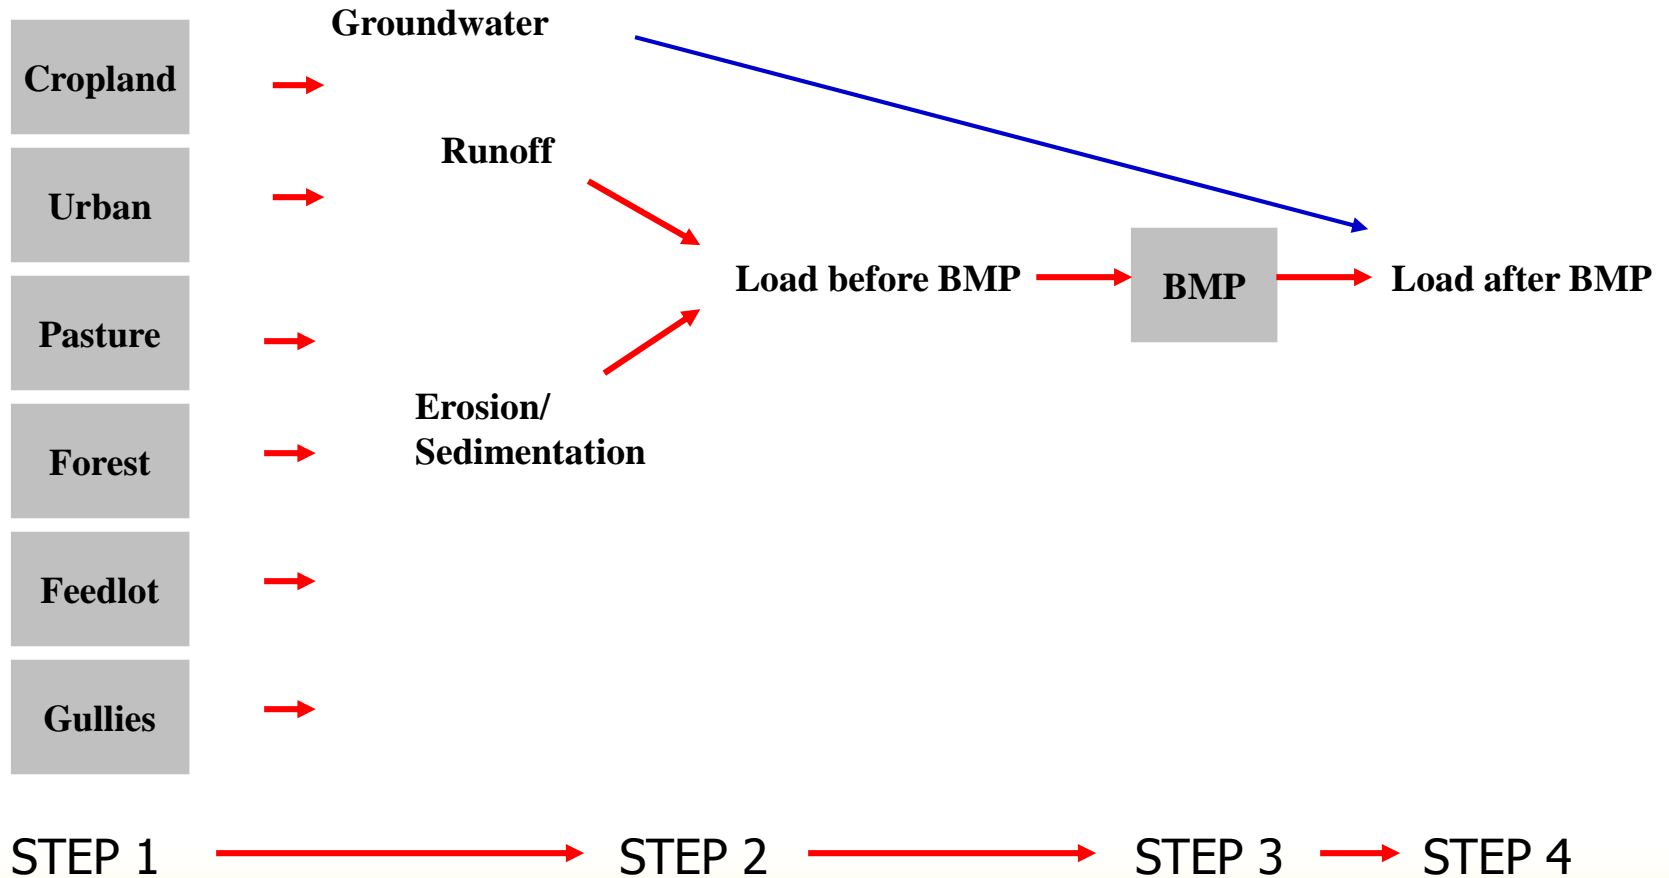 Groundwater
Cropland
Runoff
Urban
Load before BMP
BMP
Load after BMP
Pasture
Erosion/
Sedimentation
Forest
Feedlot
Gullies
STEP 1
STEP 2
STEP 3
STEP 4